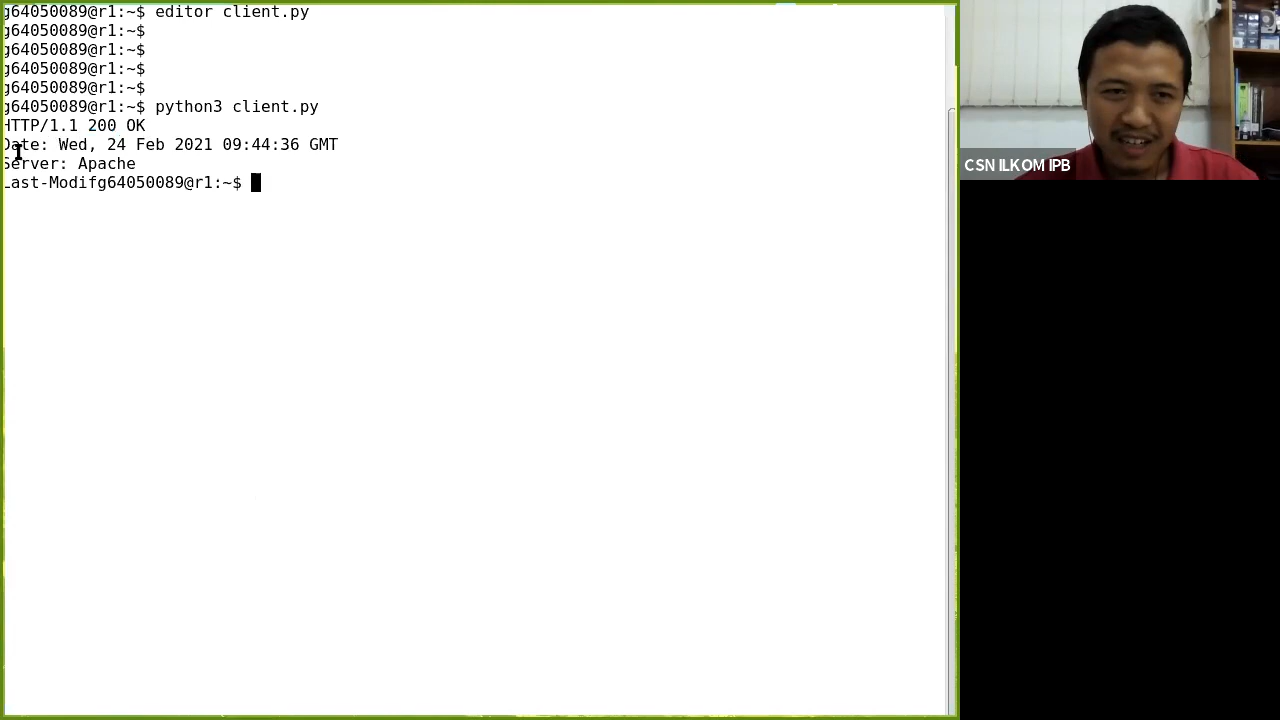 g64050089@r1:~$ editor client.py
g64050089@r1:~$
g64050089@r1:~$
g64050089@r1:~$
g64050089@r1:~$
g64050089@r1:~$ python3 client.py
HTTP/1.1 200 OK
Date: Wed, 24 Feb 2021 09:44:36 GMT
Server: Apache
Last-Modifg64050089@r1:~$
CSN ILKOM IPB